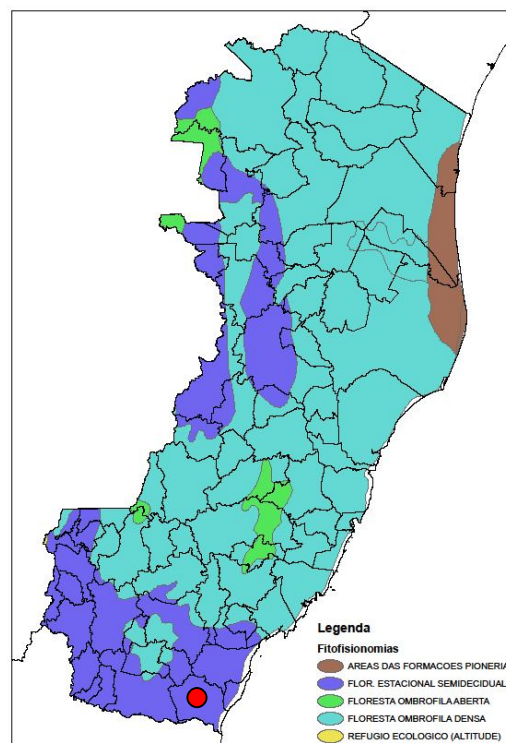 Legenda
Fitofisionomias
AREAS DAS FORMACOES PIONERIA
FLOR. ESTACIONAL SEMIDECIDUAL
FLORESTA OMBROFILA ABERTA
FLORESTA OMBROFILA DENSA
REFUGIO ECOLOGICO (ALTITUDE)